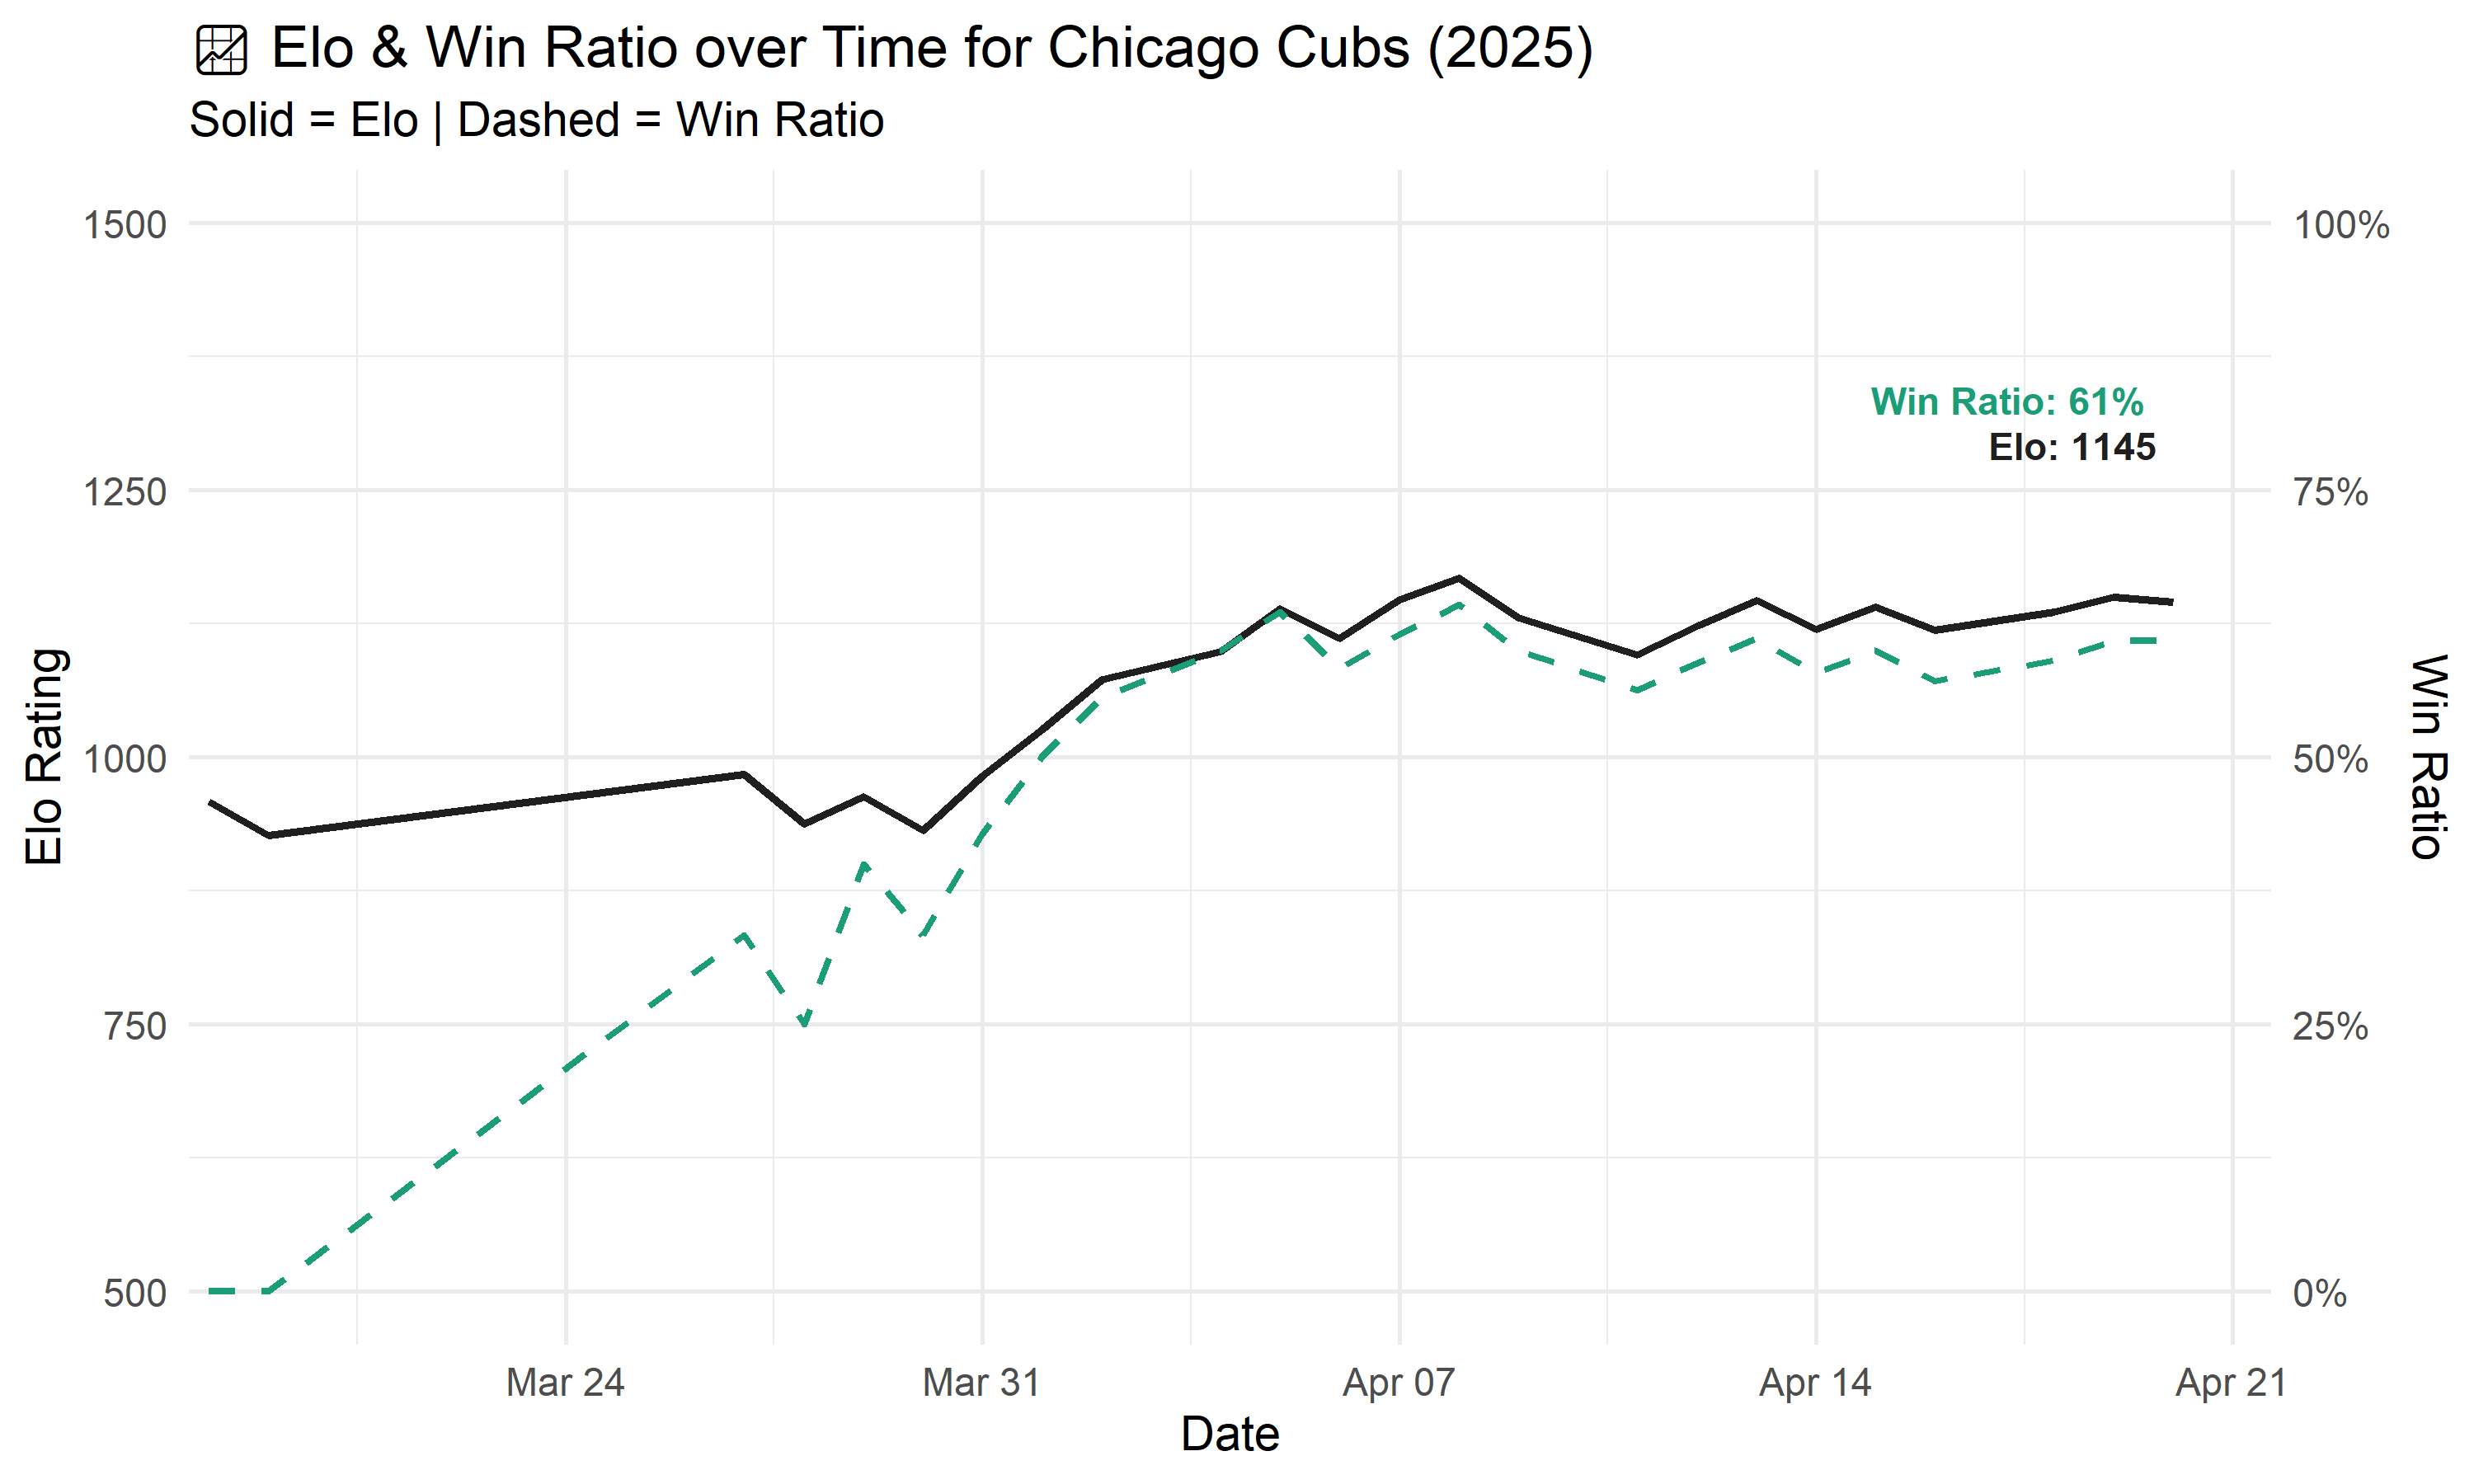 Elo & Win Ratio over Time for Chicago Cubs (2025)
Solid = Elo | Dashed = Win Ratio
1500
1250
1000
750
500
Elo Rating
Win Ratio: 61%
Elo: 1145
100%
75%
50%
25%
0%
Win Ratio
Mar 24
Mar 31
Apr 07
Apr 14
Apr 21
Date